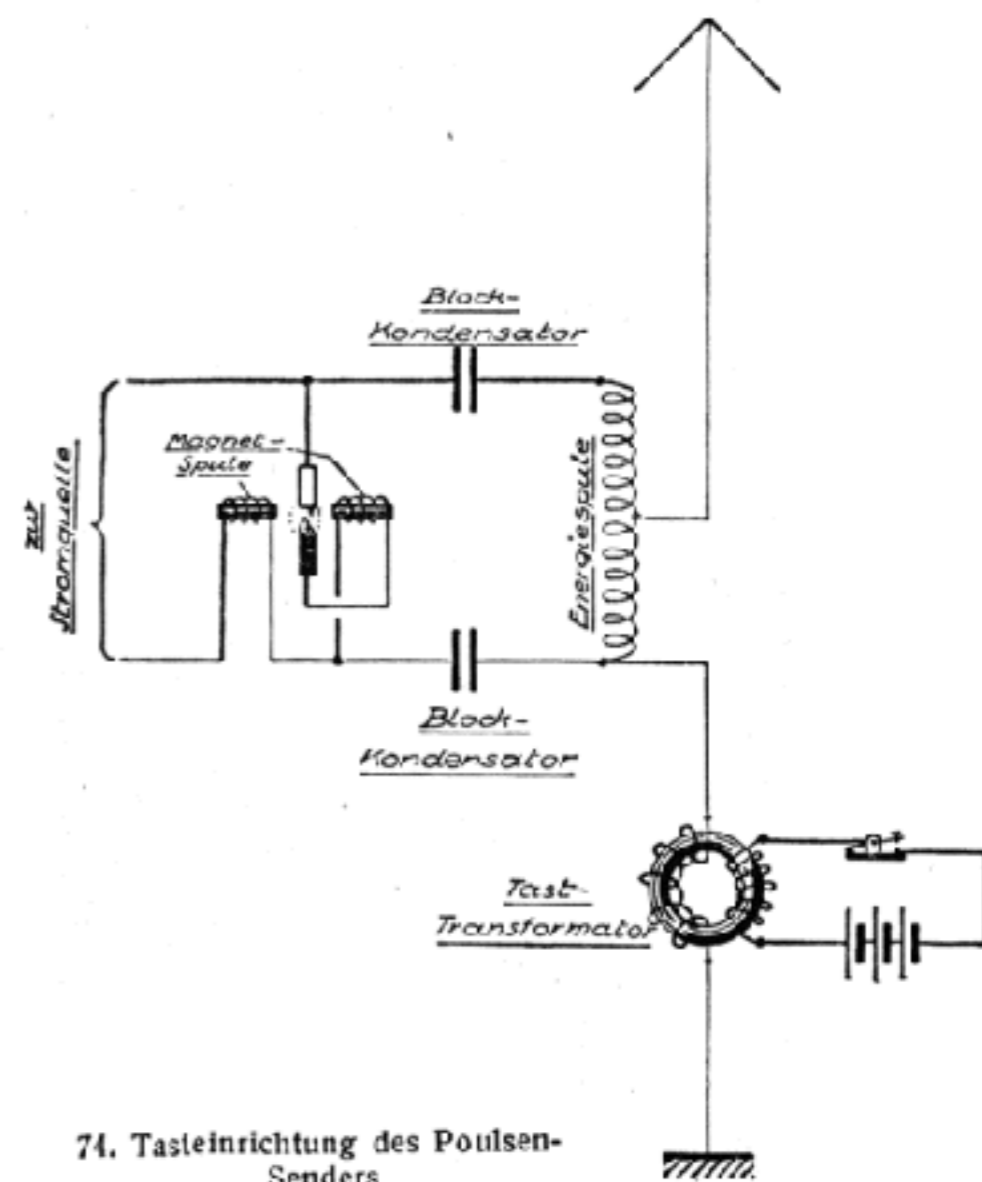 Block-
Kondensator
Magnet-
Spule
zur
Stromquelle
Energiespule
Block-
Kondensator
Tast-
Transformator
74. Tasteinrichtung des Poulsen-
Senders